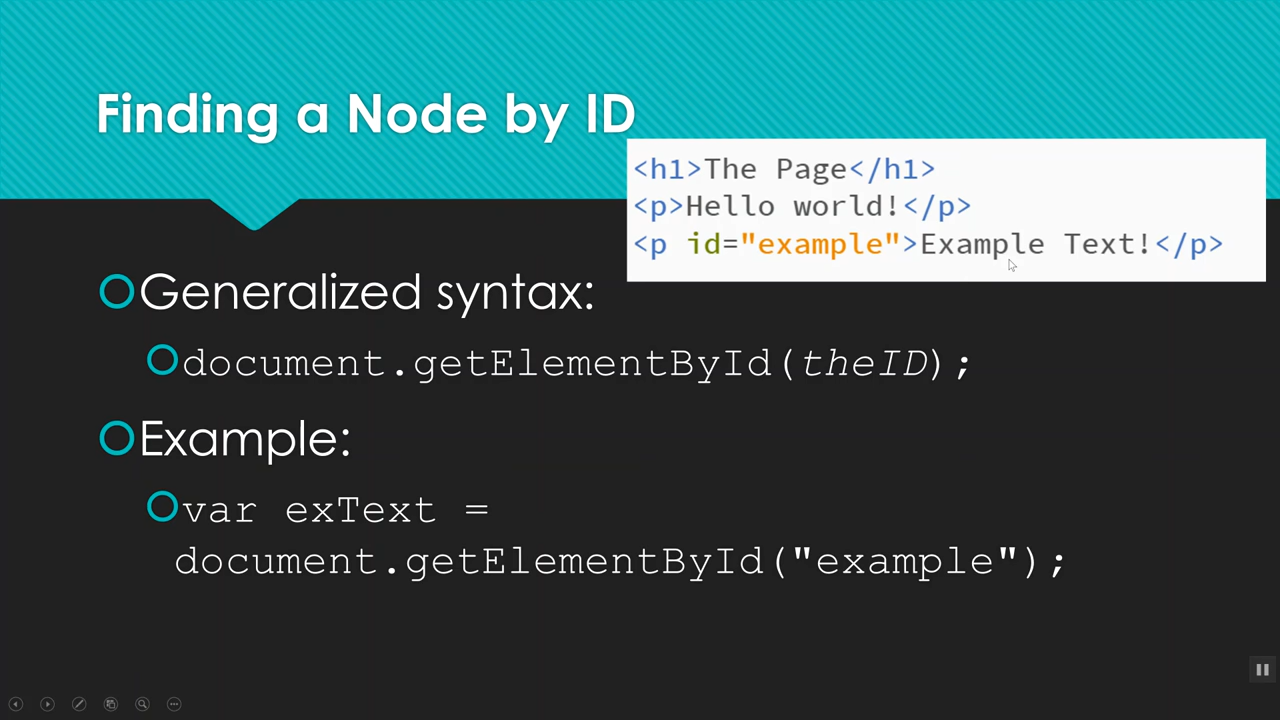 Finding a Node by ID
<h1>The Page</h1>
<p>Hello world!</p>
<p id="example">Example Text!</p>
Generalized syntax:
document.getElementById(theID);
Example:
var exText =
document.getElementById("example");